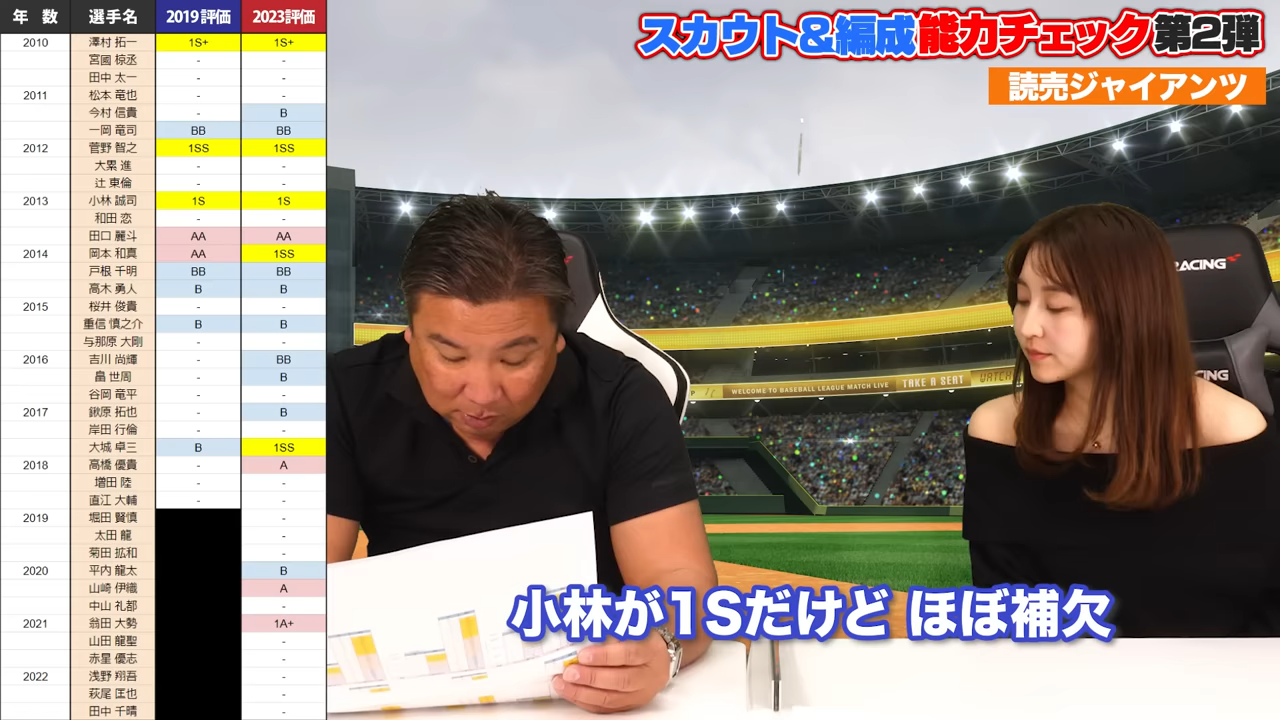 年 数 選手名 2019評価 2023評価
2010 澤村 拓一 1S+ 1S+
宮國 椋丞 - -
田中 太一 - -
2011 松本 竜也 - -
今村 信貴 - B
一岡 竜司 BB BB
2012 菅野 智之 1SS 1SS
大累 進 - -
辻 東倫 - -
2013 小林 誠司 1S 1S
和田 恋 - -
田口 麗斗 AA AA
2014 岡本 和真 AA 1SS
戸根 千明 BB BB
高木 勇人 B B
2015 桜井 俊貴 - -
重信 慎之介 B B
与那原 大剛 - -
2016 吉川 尚輝 - BB
畠 世周 - B
谷岡 竜平 - -
2017 鍬原 拓也 - B
岸田 行倫 - -
大城 卓三 B 1SS
2018 高橋 優貴 - A
増田 陸 - -
直江 大輔 - -
2019 堀田 賢慎 -
太田 龍 -
菊田 拡和 -
2020 平内 龍太 B
山崎 伊織 A
中山 礼都 -
2021 翁田 大勢 1A+
山田 龍聖 -
赤星 優志 -
2022 浅野 翔吾 -
萩尾 匡也 -
田中 千晴 -
スカウト&編成能力チェック第2弾
読売ジャイアンツ
RACING
WELCOME TO BASEBALL LEAGUE MATCH LIVE
TAKE A SEAT
WATCH
ING
小林が1Sだけど ほぼ補欠